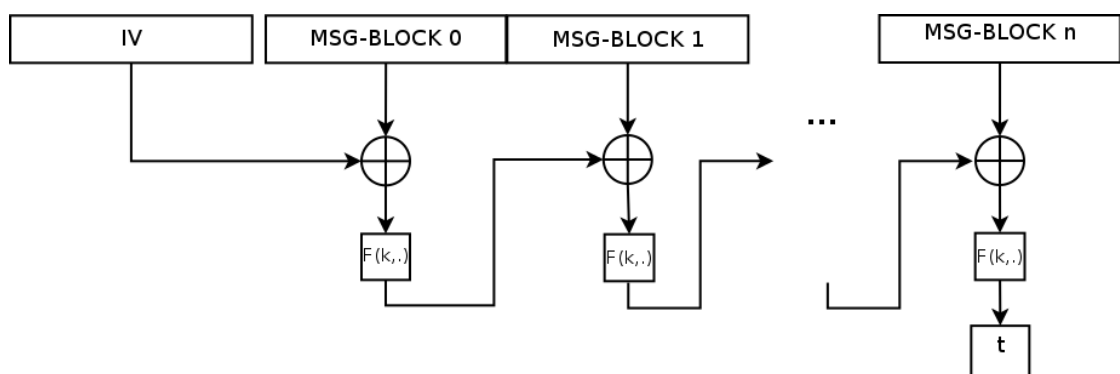 IV
MSG-BLOCK 0
MSG-BLOCK 1
MSG-BLOCK n
...
F(k,.)
F(k,.)
F(k,.)
t